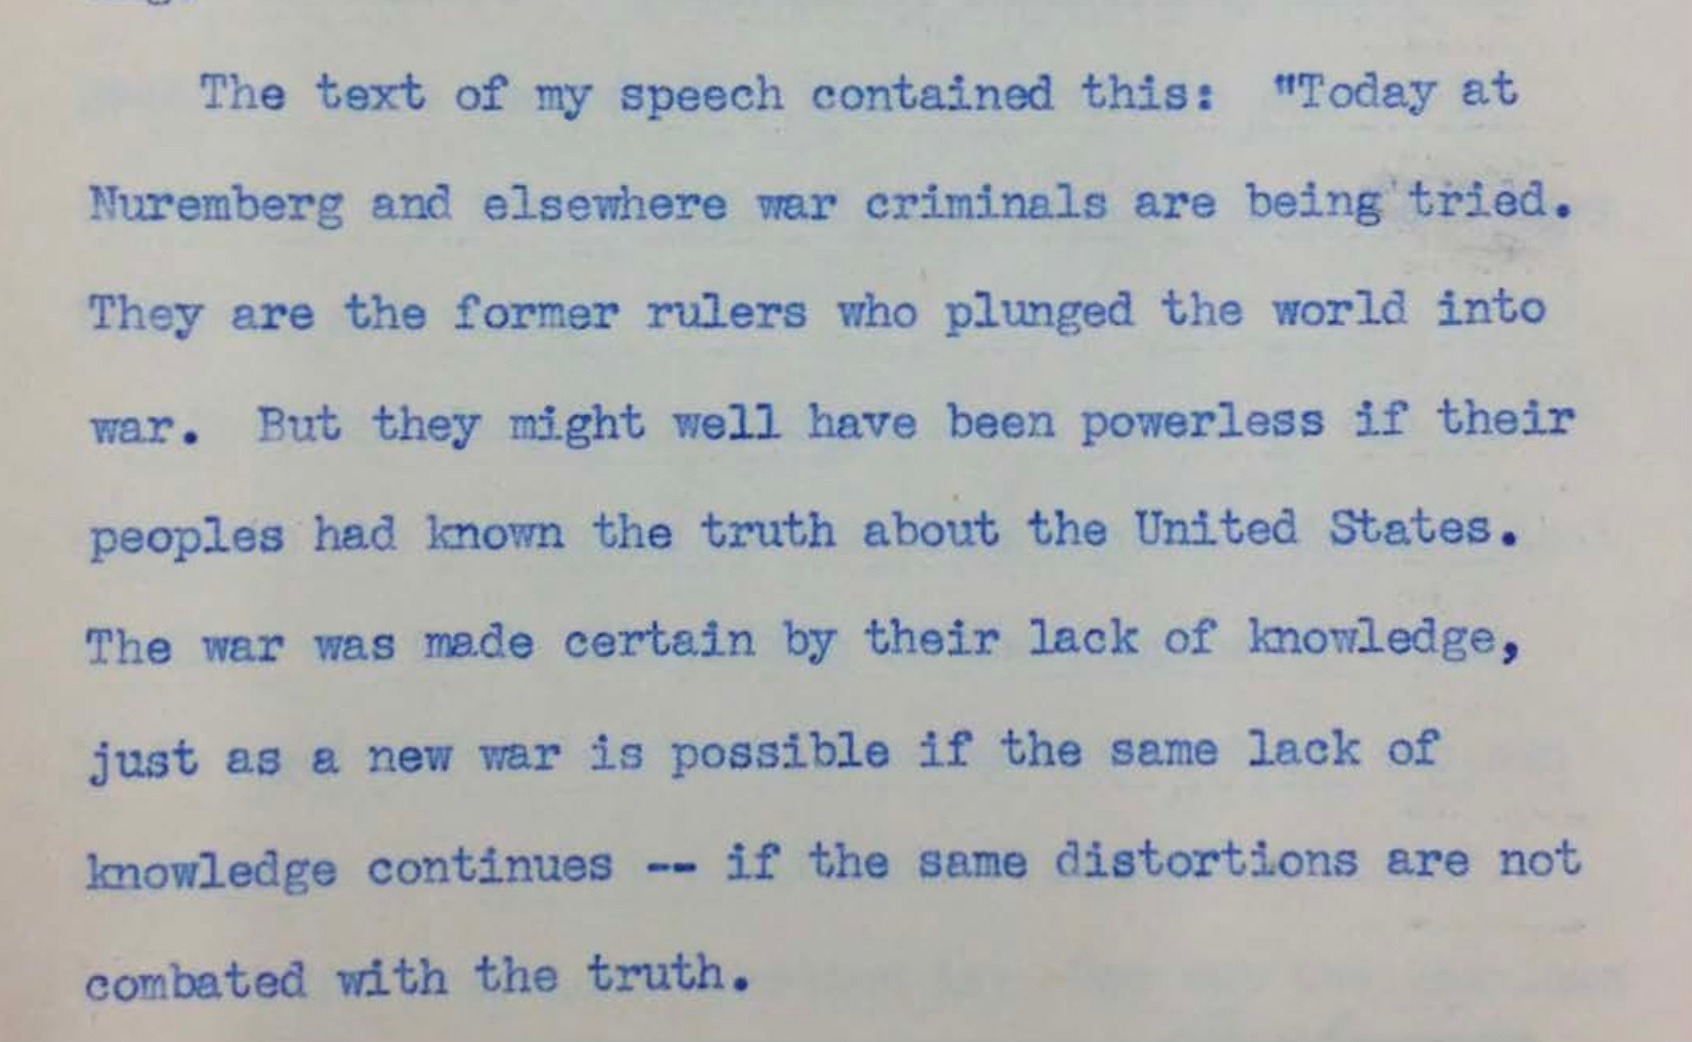 The text of my speech contained this: "Today at
Nuremberg and elsewhere war criminals are being tried.
They are the former rulers who plunged the world into
war. But they might well have been powerless if their
peoples had known the truth about the United States.
The war was made certain by their lack of knowledge,
just as a new war is possible if the same lack of
knowledge continues -- if the same distortions are not
combated with the truth.